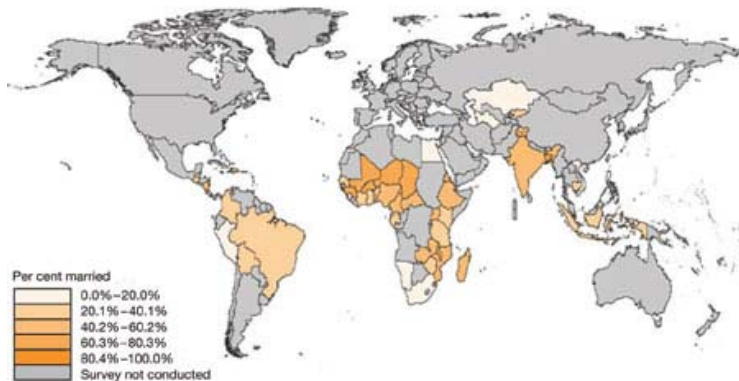 Per cent married
0.0%–20.0%
20.1%–40.1%
40.2%–60.2%
60.3%–80.3%
80.4%–100.0%
Survey not conducted